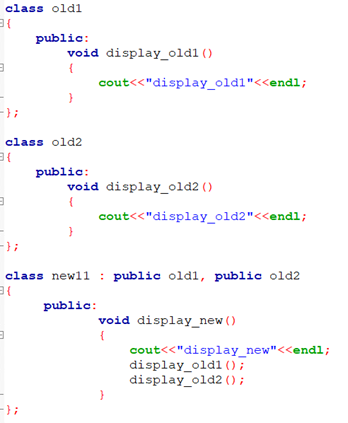 class old1
{
public:
void display_old1()
{
cout<<"display_old1"<<endl;
}
};
class old2
{
public:
void display_old2()
{
cout<<"display_old2"<<endl;
}
};
class new11 : public old1, public old2
{
public:
void display_new()
{
cout<<"display_new"<<endl;
display_old1();
display_old2();
}
};